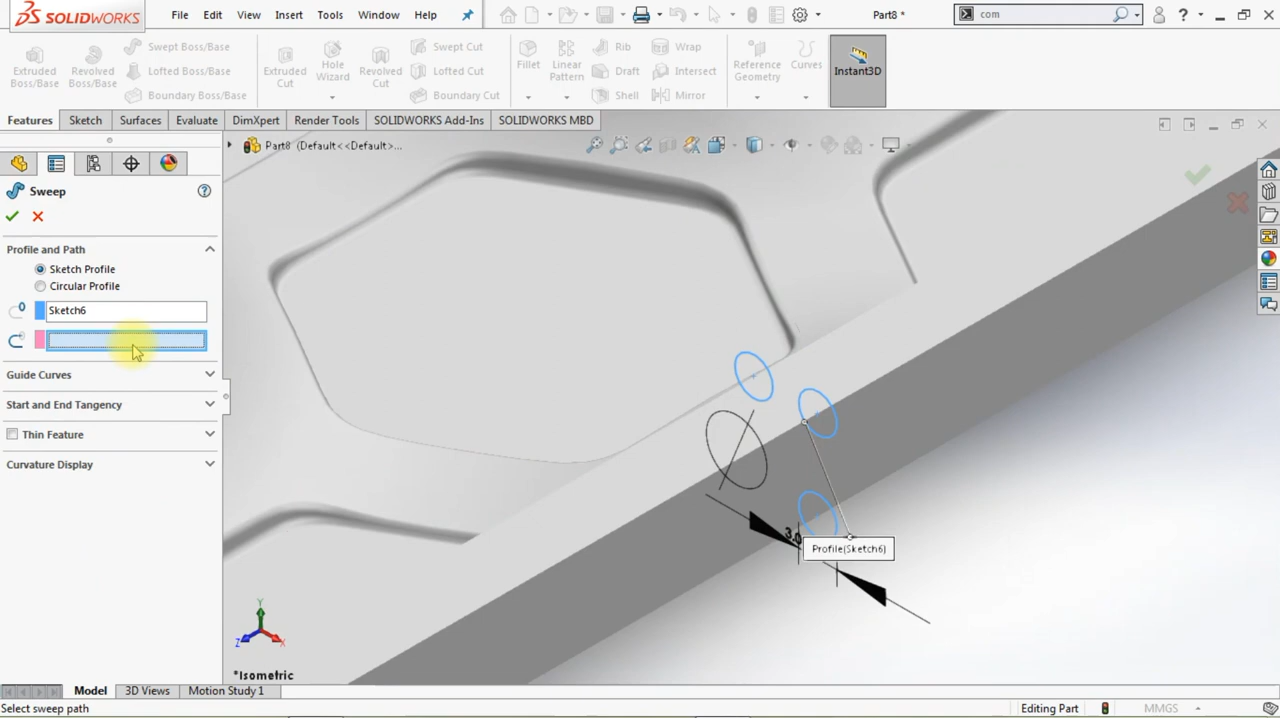 SOLIDWORKS
File Edit View Insert Tools Window Help
Part8 *
com
Extruded Boss/Base
Revolved Boss/Base
Swept Boss/Base
Lofted Boss/Base
Boundary Boss/Base
Extruded Cut
Hole Wizard
Revolved Cut
Swept Cut
Lofted Cut
Boundary Cut
Fillet
Linear Pattern
Rib
Draft
Shell
Wrap
Intersect
Mirror
Reference Geometry
Curves
Instant3D
Features Sketch Surfaces Evaluate DimXpert Render Tools SOLIDWORKS Add-Ins SOLIDWORKS MBD
Part8 (Default<<Default>...
Sweep
Profile and Path
Sketch Profile
Circular Profile
Sketch6
Guide Curves
Start and End Tangency
Thin Feature
Curvature Display
Profile(Sketch6)
Y
Z
X
*Isometric
Model 3D Views Motion Study 1
Select sweep path
Editing Part
MMGS